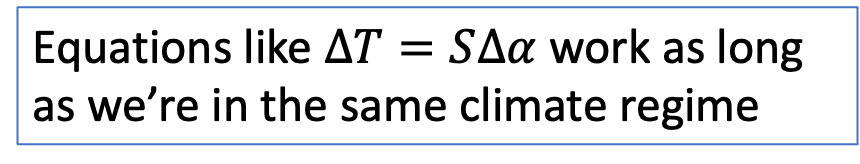 Equations like Δ𝑇 = 𝑆Δ𝛼 work as long
as we’re in the same climate regime